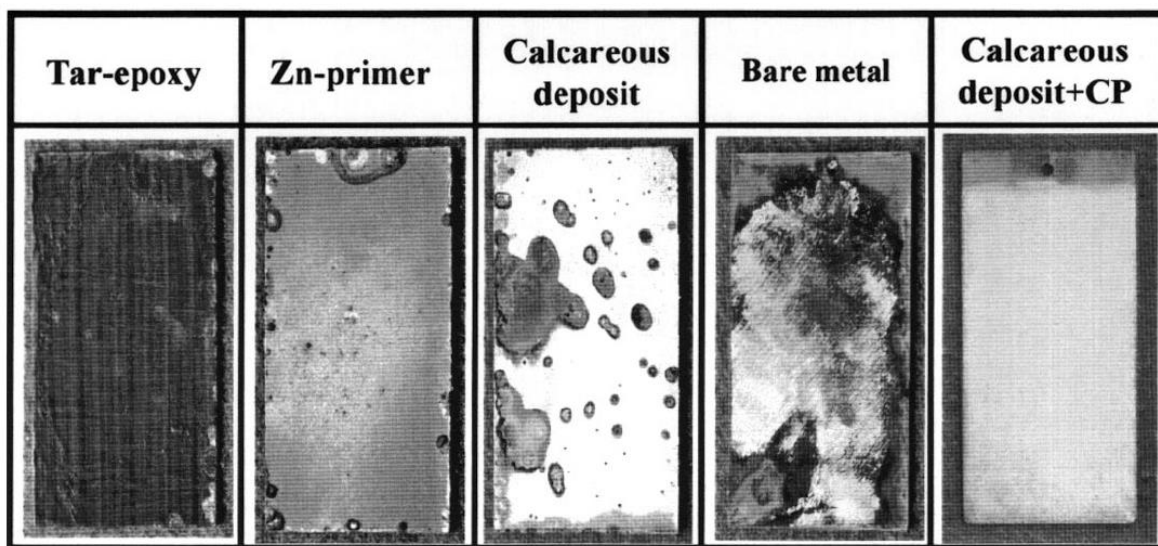 Tar-epoxy
Zn-primer
Calcareous
deposit
Bare metal
Calcareous
deposit+CP